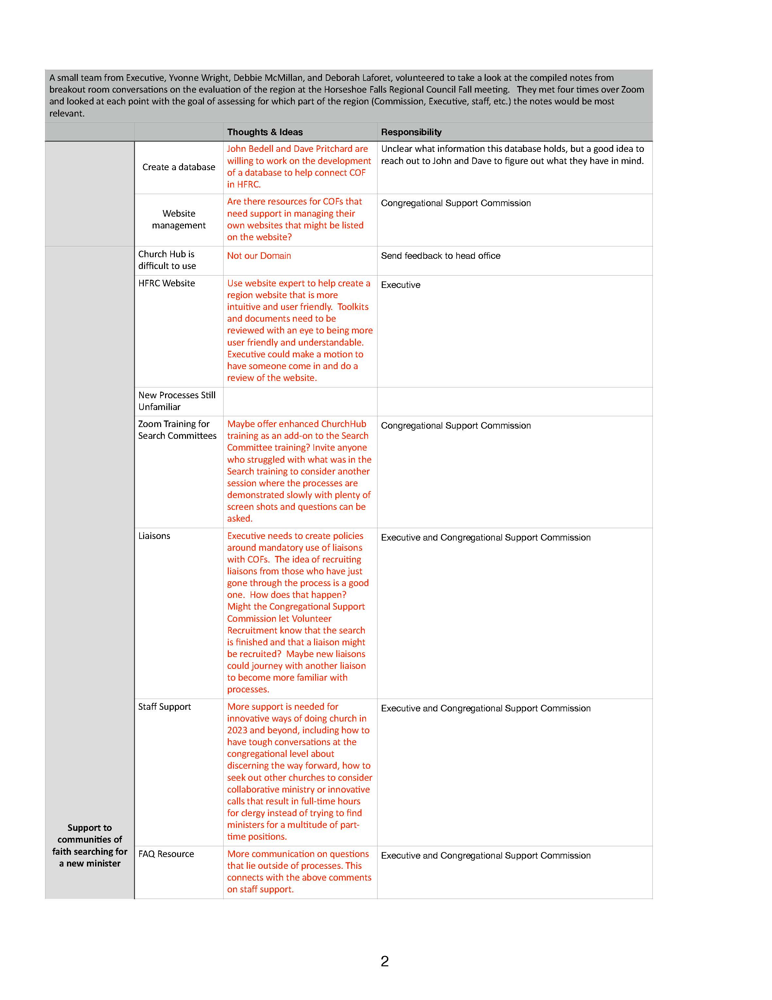 A small team from Executive, Yvonne Wright, Debbie McMillan, and Deborah Laforet, volunteered to take a look at the compiled notes from
breakout room conversations on the evaluation of the region at the Horseshoe Falls Regional Council Fall meeting.   They met four times over Zoom
and looked at each point with the goal of assessing for which part of the region (Commission, Executive, staff, etc.) the notes would be most
relevant.
Thoughts & Ideas
Responsibility
Create a database
John Bedell and Dave Pritchard are
willing to work on the development
of a database to help connect COF
in HFRC.
Unclear what information this database holds, but a good idea to
reach out to John and Dave to figure out what they have in mind.
Website
management
Are there resources for COFs that
need support in managing their
own websites that might be listed
on the website?
Congregational Support Commission
Church Hub is
difficult to use
Not our Domain
Send feedback to head office
HFRC Website
Use website expert to help create a
region website that is more
intuitive and user friendly.  Toolkits
and documents need to be
reviewed with an eye to being more
user friendly and understandable.
Executive could make a motion to
have someone come in and do a
review of the website.
Executive
New Processes Still
Unfamiliar
Zoom Training for
Search Committees
Maybe offer enhanced ChurchHub
training as an add-on to the Search
Committee training? Invite anyone
who struggled with what was in the
Search training to consider another
session where the processes are
demonstrated slowly with plenty of
screen shots and questions can be
asked.
Congregational Support Commission
Liaisons
Executive needs to create policies
around mandatory use of liaisons
with COFs.  The idea of recruiting
liaisons from those who have just
gone through the process is a good
one.  How does that happen?
Might the Congregational Support
Commission let Volunteer
Recruitment know that the search
is finished and that a liaison might
be recruited?  Maybe new liaisons
could journey with another liaison
to become more familiar with
processes.
Executive and Congregational Support Commission
Staff Support
More support is needed for
innovative ways of doing church in
2023 and beyond, including how to
have tough conversations at the
congregational level about
discerning the way forward, how to
seek out other churches to consider
collaborative ministry or innovative
calls that result in full-time hours
for clergy instead of trying to find
ministers for a multitude of part-
time positions.
Executive and Congregational Support Commission
Support to
communities of
faith searching for
a new minister
FAQ Resource
More communication on questions
that lie outside of processes. This
connects with the above comments
on staff support.
Executive and Congregational Support Commission
2